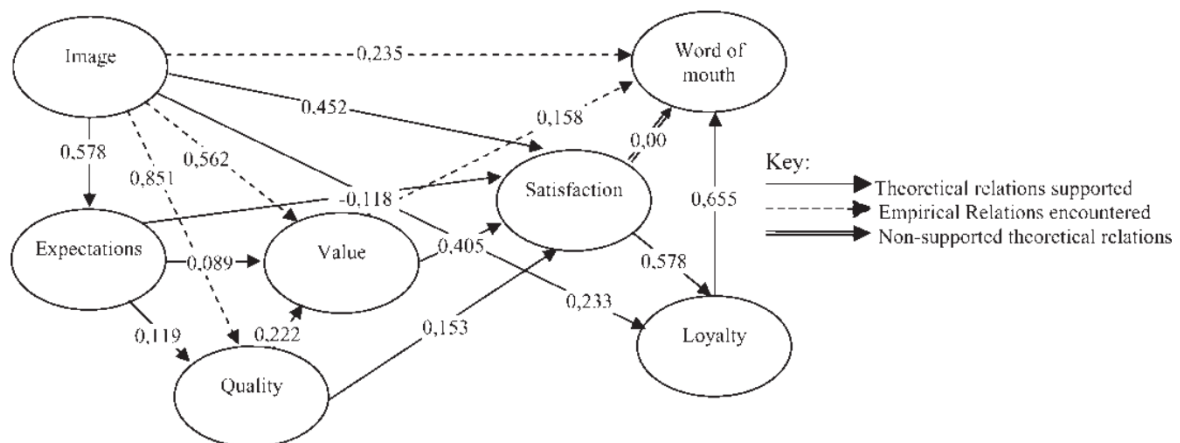 Image
Word of
mouth
0,235
0,452
0,158
0,00
0,578
0,562
0,851
Satisfaction
-0,118
0,655
Key:
Theoretical relations supported
Empirical Relations encountered
Non-supported theoretical relations
Expectations
Value
0,405
0,089
0,578
0,233
0,119
0,222
0,153
Loyalty
Quality